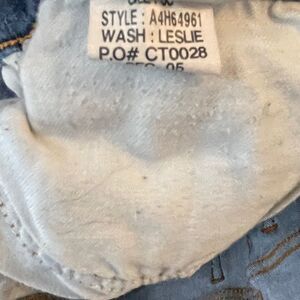 STYLE : A4H64961
WASH : LESLIE
P.O# CT0028